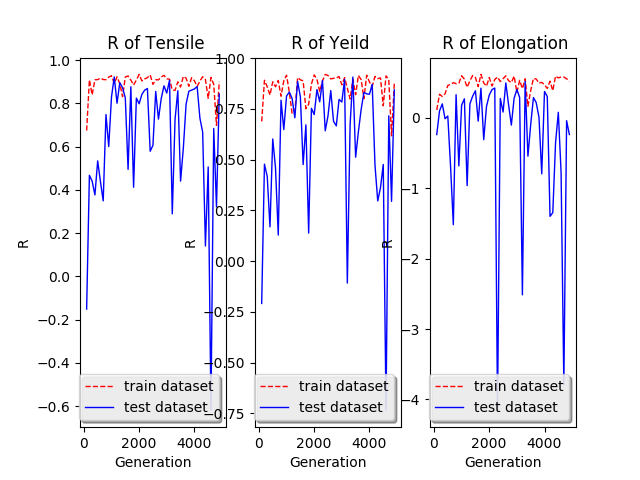 R of Tensile
R of Yeild
R of Elongation
1.0
0.8
0.6
0.4
0.2
0.0
−0.2
−0.4
−0.6
R
0
2000
4000
Generation
train dataset
test dataset
1.00
0.75
0.50
0.25
0.00
−0.25
−0.50
−0.75
R
0
2000
4000
Generation
train dataset
test dataset
0
−1
−2
−3
−4
R
0
2000
4000
Generation
train dataset
test dataset